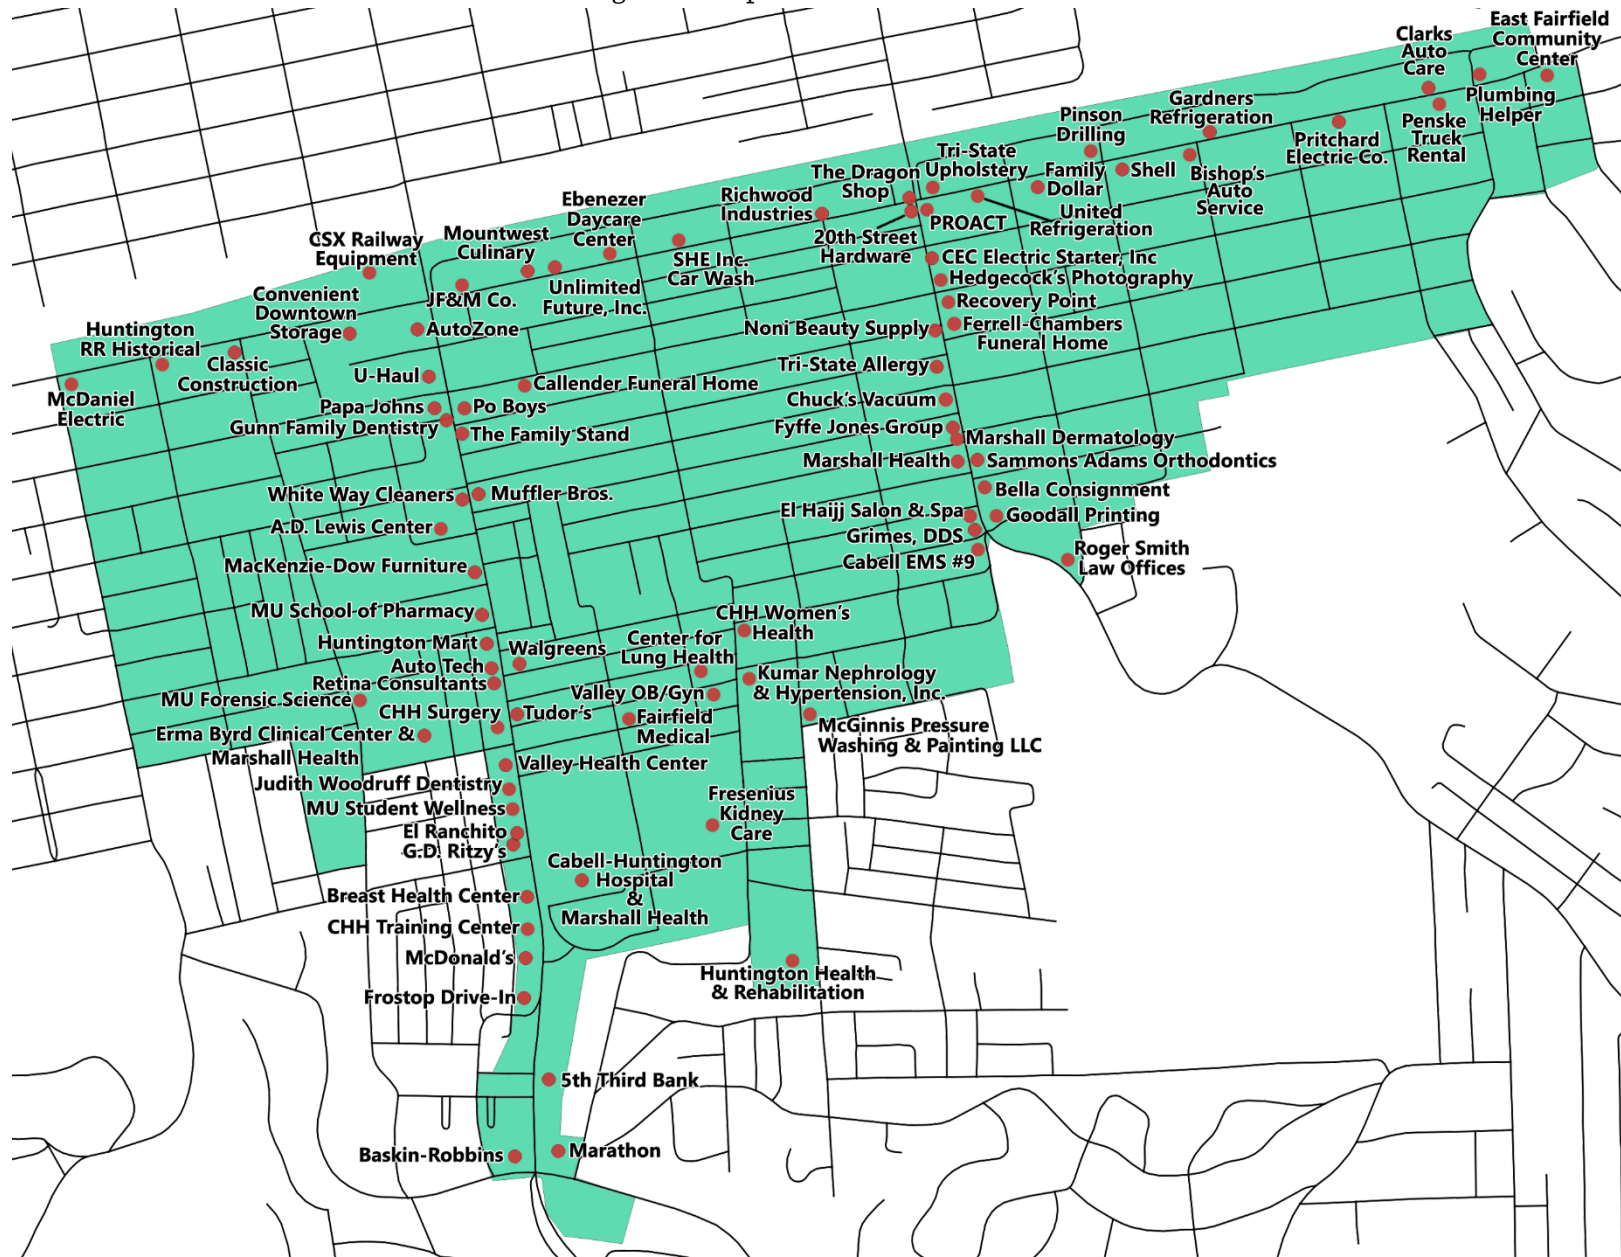 East Fairfield
Community
Center
Clarks
Auto
Care
Plumbing
Helper
Gardners
Refrigeration
Pinson
Drilling
Penske
Truck
Rental
Pritchard
Electric Co.
Tri-State
Upholstery
The Dragon
Shop
Family
Dollar
Shell
Bishop's
Auto
Service
Richwood
Industries
Ebenezer
Daycare
Center
United
Refrigeration
PROACT
20th Street
Hardware
Mountwest
Culinary
CSX Railway
Equipment
SHE Inc.
Car Wash
CEC Electric Starter, Inc
Hedgecock's Photography
Unlimited
Future, Inc.
JF&M Co.
Convenient
Downtown
Storage
Recovery Point
AutoZone
Noni Beauty Supply
Ferrell-Chambers
Funeral Home
Huntington
RR Historical
Classic
Construction
Tri-State Allergy
U-Haul
Callender Funeral Home
McDaniel
Electric
Chuck's Vacuum
Papa Johns
Po Boys
Gunn Family Dentistry
The Family Stand
Fyffe Jones Group
Marshall Dermatology
Marshall Health
Sammons Adams Orthodontics
White Way Cleaners
Muffler Bros.
Bella Consignment
El Haijj Salon & Spa
Goodall Printing
A.D. Lewis Center
Grimes, DDS
Roger Smith
Law Offices
Cabell EMS #9
MacKenzie-Dow Furniture
MU School of Pharmacy
CHH Women's
Health
Huntington Mart
Walgreens
Center for
Lung Health
Auto Tech
Retina Consultants
Kumar Nephrology
& Hypertension, Inc.
MU Forensic Science
Valley OB/Gyn
CHH Surgery
Tudor's
Fairfield
Medical
McGinnis Pressure
Washing & Painting LLC
Erma Byrd Clinical Center &
Marshall Health
Valley Health Center
Judith Woodruff Dentistry
MU Student Wellness
Fresenius
Kidney
Care
El Ranchito
G.D. Ritzy's
Cabell-Huntington
Hospital
&
Marshall Health
Breast Health Center
CHH Training Center
McDonald's
Huntington Health
& Rehabilitation
Frostop Drive-In
5th Third Bank
Baskin-Robbins
Marathon